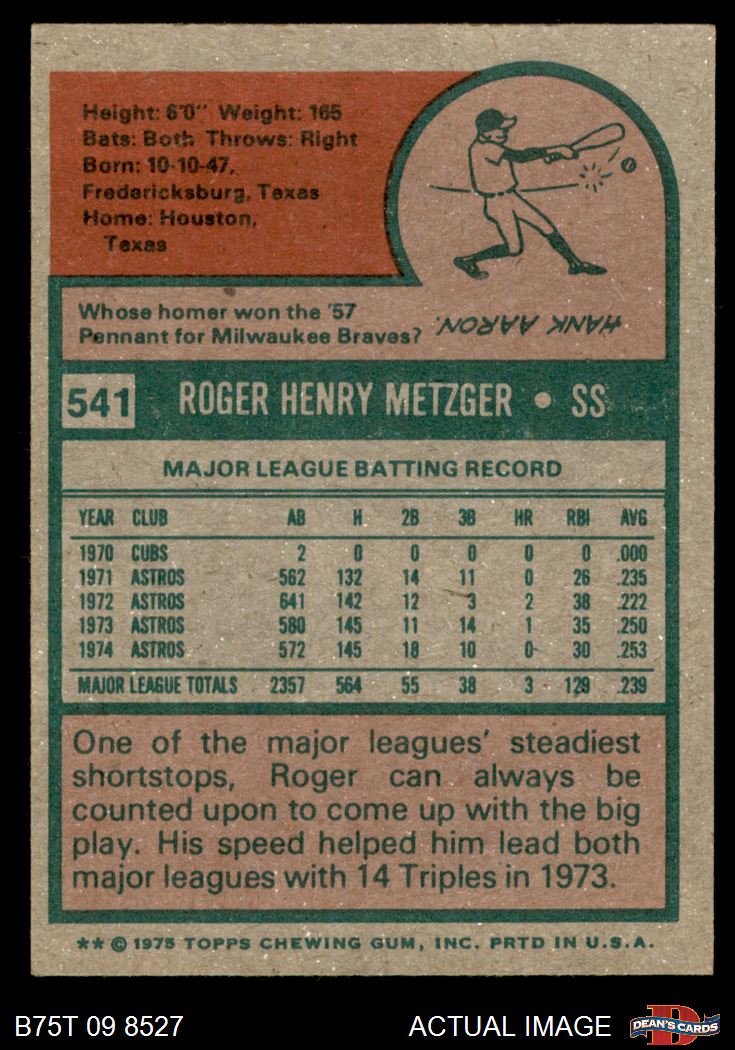 Height: 6'0" Weight: 165
Bats: Both Throws: Right
Born: 10-10-47,
Fredericksburg, Texas
Home: Houston,
Texas
Whose homer won the '57
Pennant for Milwaukee Braves?
HANK AARON.
541 ROGER HENRY METZGER • SS
MAJOR LEAGUE BATTING RECORD
YEAR CLUB AB H 2B 3B HR RBI AVG
1970 CUBS 2 0 0 0 0 0 .000
1971 ASTROS 562 132 14 11 0 26 .235
1972 ASTROS 641 142 12 3 2 38 .222
1973 ASTROS 580 145 11 14 1 35 .250
1974 ASTROS 572 145 18 10 0 30 .253
MAJOR LEAGUE TOTALS 2357 564 55 38 3 129 .239
One of the major leagues' steadiest
shortstops, Roger can always be
counted upon to come up with the big
play. His speed helped him lead both
major leagues with 14 Triples in 1973.
** © 1975 TOPPS CHEWING GUM, INC. PRTD IN U.S.A.
B75T 09 8527 ACTUAL IMAGE DEAN'S CARDS